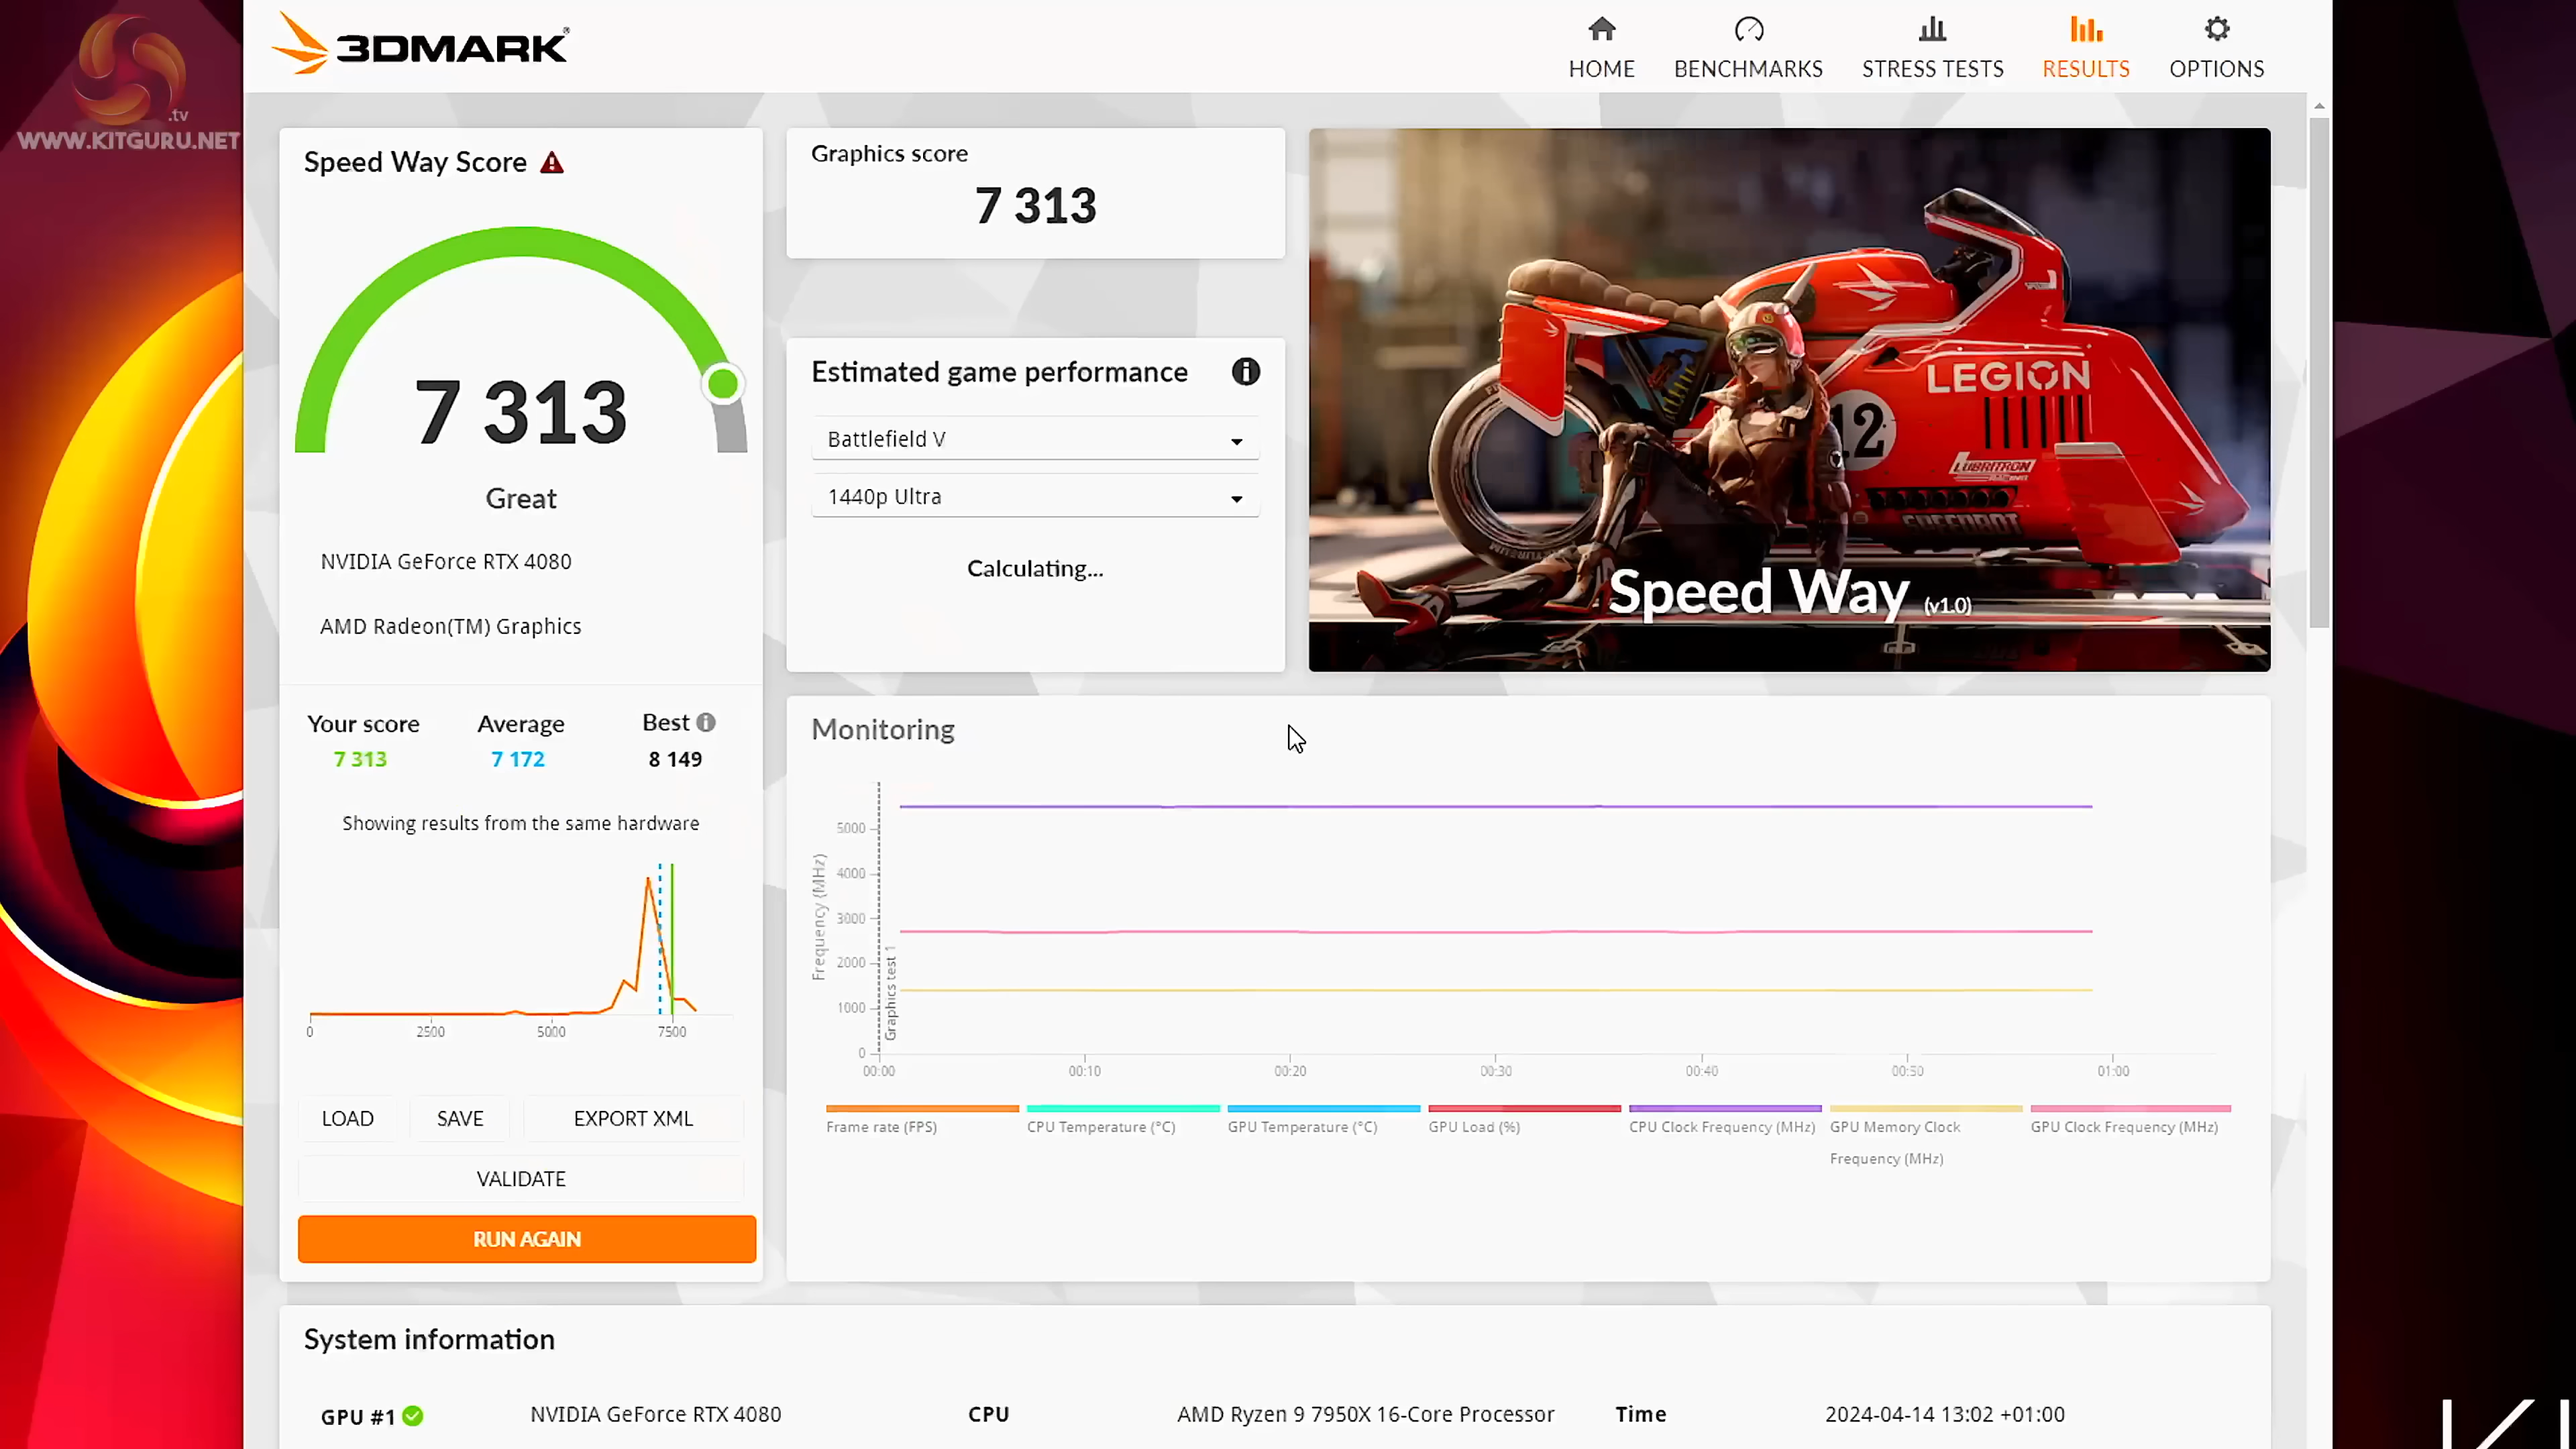 .tv
WWW.KITGURU.NET
3DMARK
HOME
BENCHMARKS
STRESS TESTS
RESULTS
OPTIONS
Speed Way Score
7 313
Great
NVIDIA GeForce RTX 4080
AMD Radeon(TM) Graphics
Your score
Average
Best
7 313
7 172
8 149
Showing results from the same hardware
0
2500
5000
7500
LOAD
SAVE
EXPORT XML
VALIDATE
RUN AGAIN
Graphics score
7 313
Estimated game performance
Battlefield V
1440p Ultra
Calculating...
LEGION
12
LUBRITRON
SPEEDBOT
Speed Way (v1.0)
Monitoring
Frequency (MHz)
5000
4000
3000
2000
1000
0
Graphics test 1
00:00
00:10
00:20
00:30
00:40
00:50
01:00
Frame rate (FPS)
CPU Temperature (°C)
GPU Temperature (°C)
GPU Load (%)
CPU Clock Frequency (MHz)
GPU Memory Clock
Frequency (MHz)
GPU Clock Frequency (MHz)
System information
GPU #1
NVIDIA GeForce RTX 4080
CPU
AMD Ryzen 9 7950X 16-Core Processor
Time
2024-04-14 13:02 +01:00